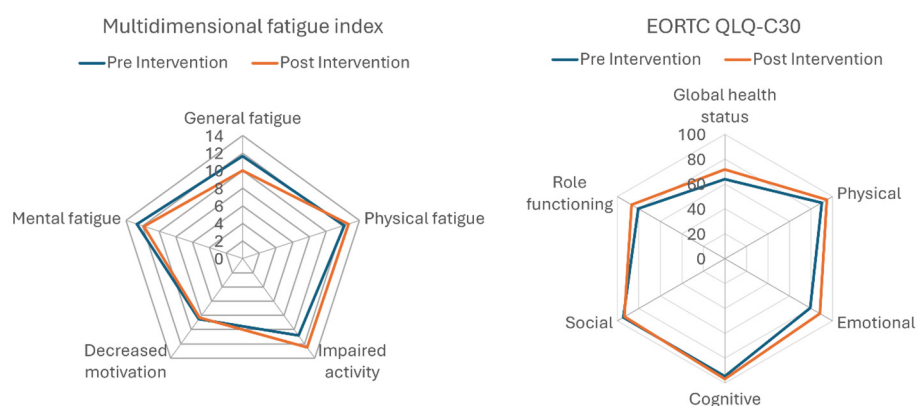 Multidimensional fatigue index
Pre Intervention Post Intervention
General fatigue
14
12
10
8
6
4
2
0
Mental fatigue
Physical fatigue
Decreased
motivation
Impaired
activity
EORTC QLQ-C30
Pre Intervention Post Intervention
Global health
status
100
80
60
40
20
0
Role
functioning
Physical
Social
Emotional
Cognitive